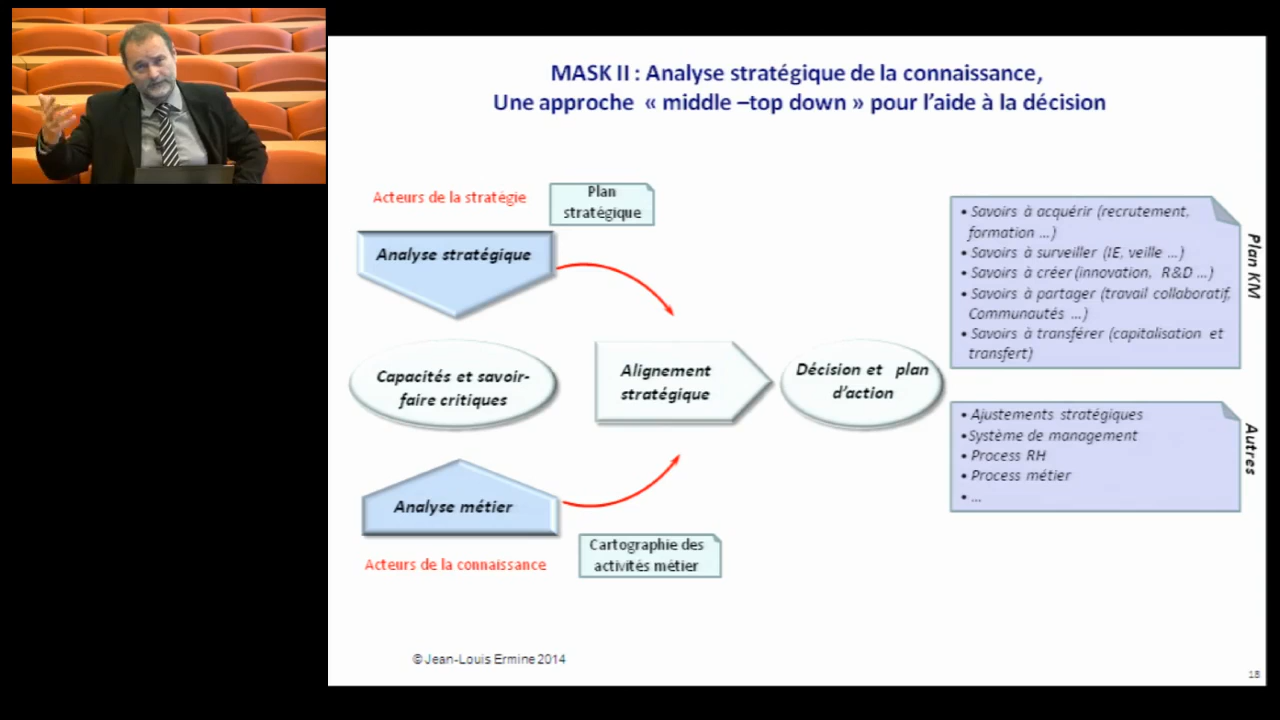 MASK II : Analyse stratégique de la connaissance,
Une approche « middle –top down » pour l'aide à la décision
Acteurs de la stratégie
Plan
stratégique
Analyse stratégique
Capacités et savoir-
faire critiques
Analyse métier
Acteurs de la connaissance
Cartographie des
activités métier
Alignement
stratégique
Décision et plan
d'action
• Savoirs à acquérir (recrutement,
formation ...)
• Savoirs à surveiller (IE, veille ...)
• Savoirs à créer (innovation, R&D ...)
• Savoirs à partager (travail collaboratif,
Communautés ...)
• Savoirs à transférer (capitalisation et
transfert)
Plan KM
• Ajustements stratégiques
• Système de management
• Process RH
• Process métier
• ...
Autres
© Jean-Louis Ermine 2014
18